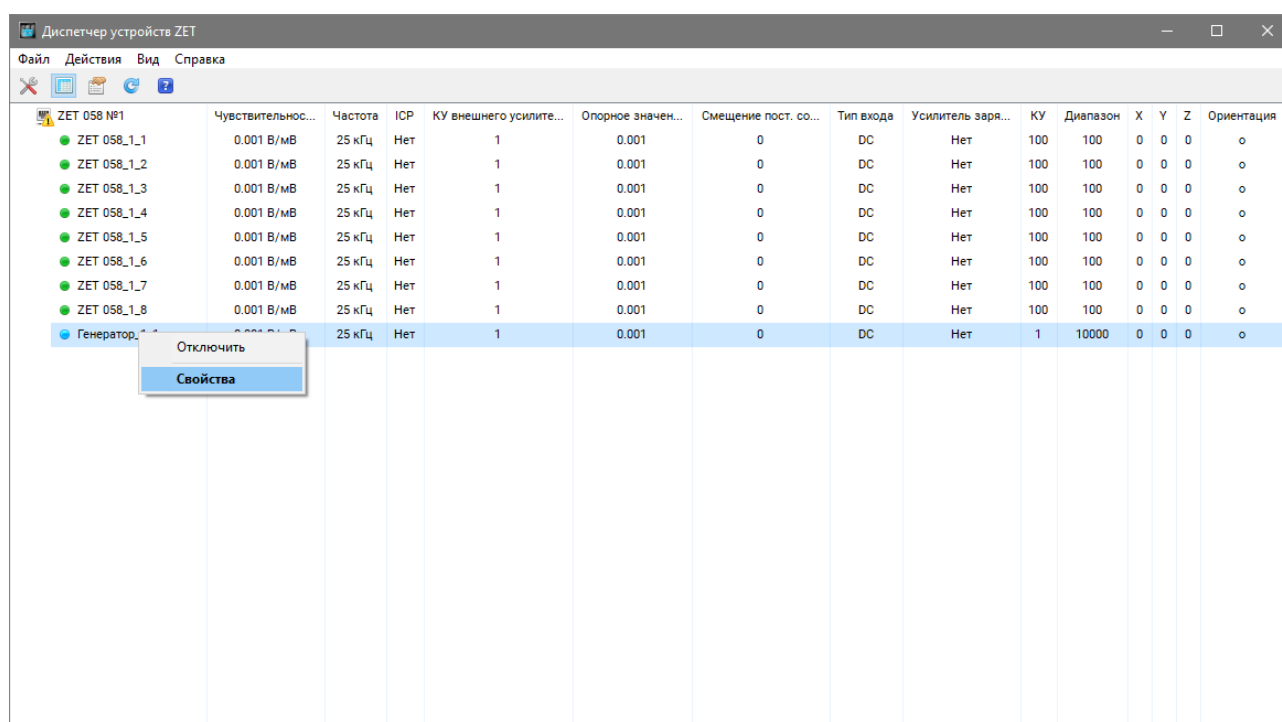 Диспетчер устройств ZET
Файл Действия Вид Справка
ZET 058 №1 Чувствительнос... Частота ICP КУ внешнего усилите... Опорное значен... Смещение пост. со... Тип входа Усилитель заря... КУ Диапазон X Y Z Ориентация
ZET 058_1_1 0.001 В/мВ 25 кГц Нет 1 0.001 0 DC Нет 100 100 0 0 0 o
ZET 058_1_2 0.001 В/мВ 25 кГц Нет 1 0.001 0 DC Нет 100 100 0 0 0 o
ZET 058_1_3 0.001 В/мВ 25 кГц Нет 1 0.001 0 DC Нет 100 100 0 0 0 o
ZET 058_1_4 0.001 В/мВ 25 кГц Нет 1 0.001 0 DC Нет 100 100 0 0 0 o
ZET 058_1_5 0.001 В/мВ 25 кГц Нет 1 0.001 0 DC Нет 100 100 0 0 0 o
ZET 058_1_6 0.001 В/мВ 25 кГц Нет 1 0.001 0 DC Нет 100 100 0 0 0 o
ZET 058_1_7 0.001 В/мВ 25 кГц Нет 1 0.001 0 DC Нет 100 100 0 0 0 o
ZET 058_1_8 0.001 В/мВ 25 кГц Нет 1 0.001 0 DC Нет 100 100 0 0 0 o
Генератор_ 25 кГц Нет 1 0.001 0 DC Нет 1 10000 0 0 0 o
Отключить
Свойства